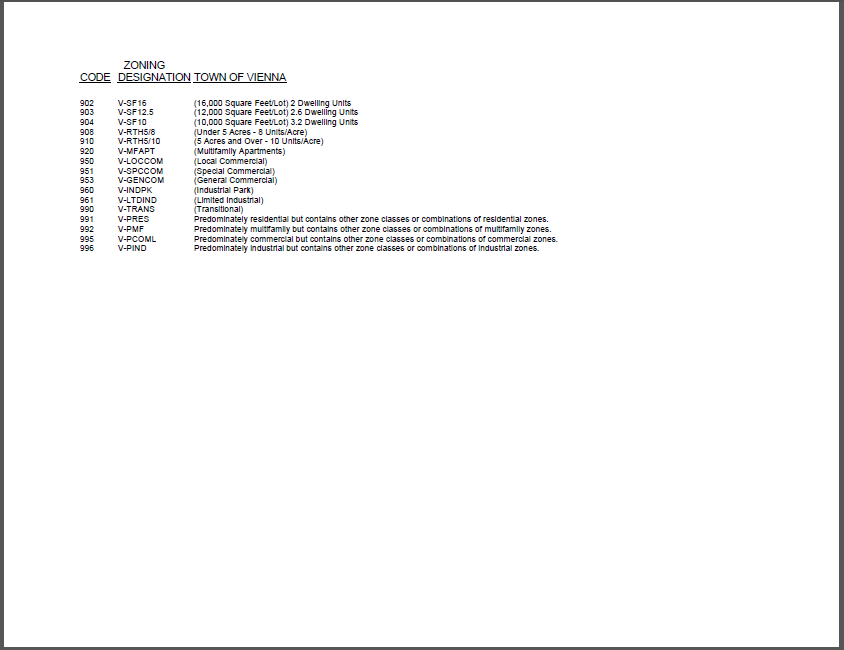 ZONING
CODE DESIGNATION TOWN OF VIENNA
902 V-SF16 (16,000 Square Feet/Lot) 2 Dwelling Units
903 V-SF12.5 (12,000 Square Feet/Lot) 2.6 Dwelling Units
904 V-SF10 (10,000 Square Feet/Lot) 3.2 Dwelling Units
908 V-RTH5/8 (Under 5 Acres - 8 Units/Acre)
910 V-RTH5/10 (5 Acres and Over - 10 Units/Acre)
920 V-MFAPT (Multifamily Apartments)
950 V-LOCCOM (Local Commercial)
951 V-SPCCOM (Special Commercial)
953 V-GENCOM (General Commercial)
960 V-INDPK (Industrial Park)
961 V-LTDIND (Limited Industrial)
990 V-TRANS (Transitional)
991 V-PRES Predominately residential but contains other zone classes or combinations of residential zones.
992 V-PMF Predominately multifamily but contains other zone classes or combinations of multifamily zones.
995 V-PCOML Predominately commercial but contains other zone classes or combinations of commercial zones.
996 V-PIND Predominately industrial but contains other zone classes or combinations of industrial zones.